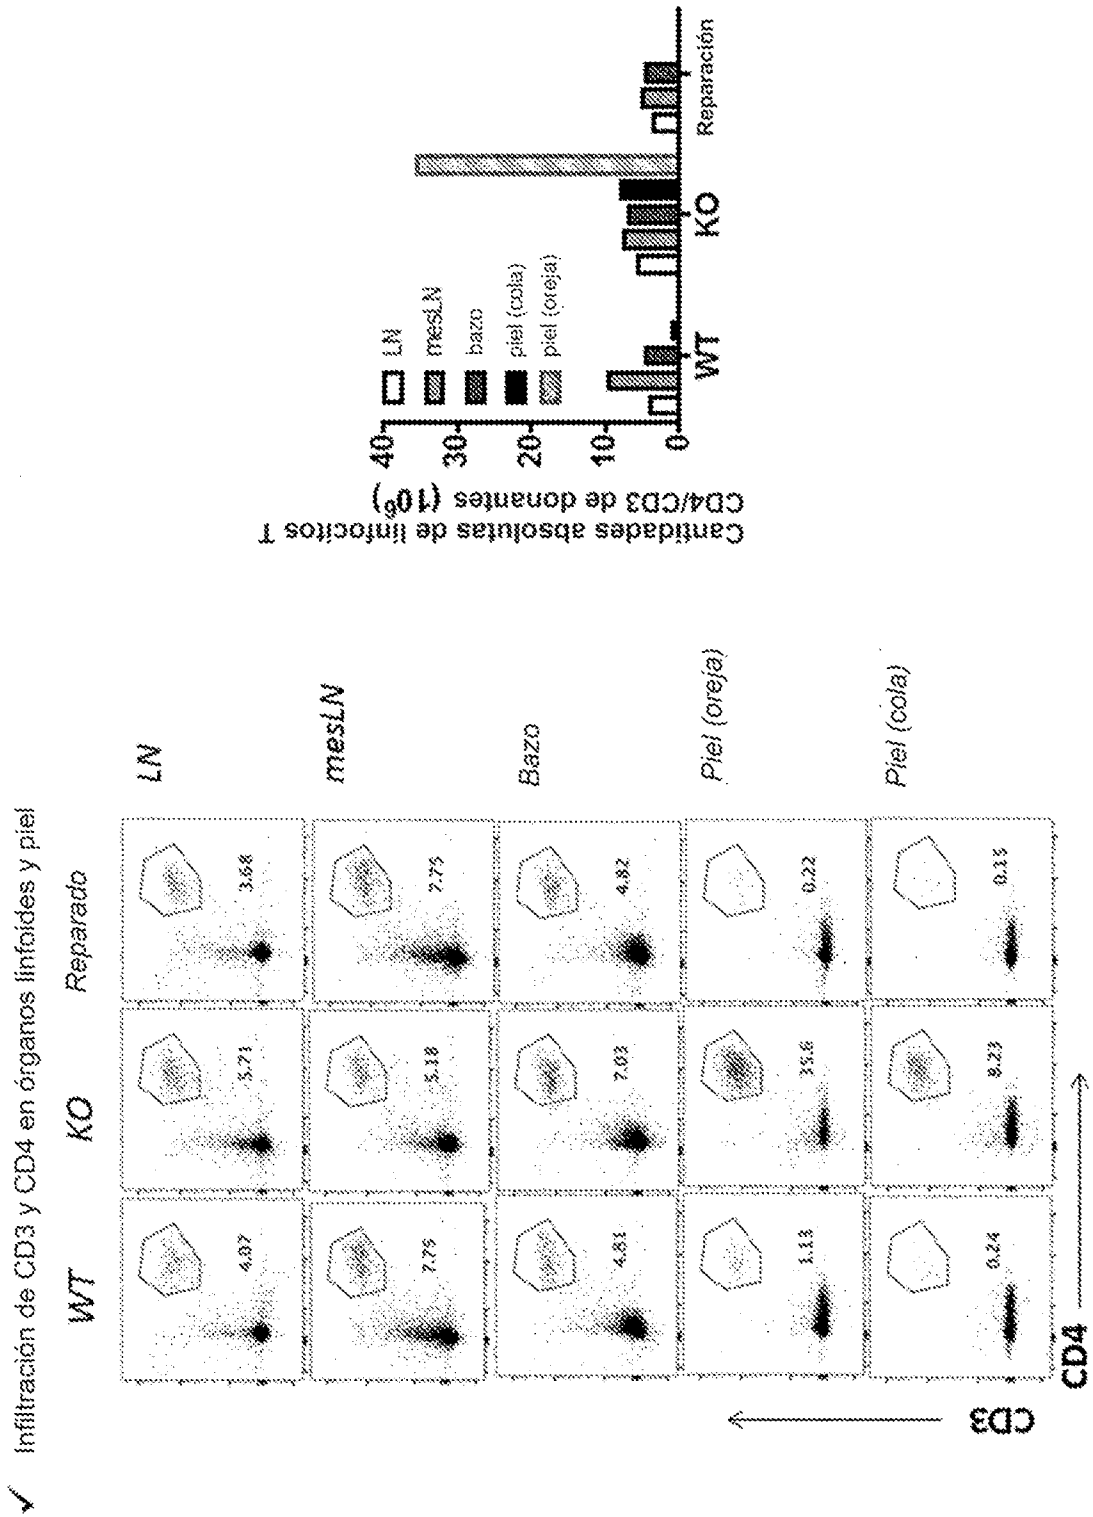 ✓ Infiltración de CD3 y CD4 en órganos linfoides y piel
WT KO Reparado
4.07 5.71 3.68 LN
7.75 5.18 7.75 mesLN
4.81 7.03 4.82 Bazo
1.13 35.6 0.22 Piel (oreja)
0.24 8.23 0.15 Piel (cola)
CD3
CD4
Cantidades absolutas de linfocitos T
CD4/CD3 de donantes (10⁶)
40
30
20
10
0
LN
mesLN
bazo
piel (cola)
piel (oreja)
WT KO Reparación